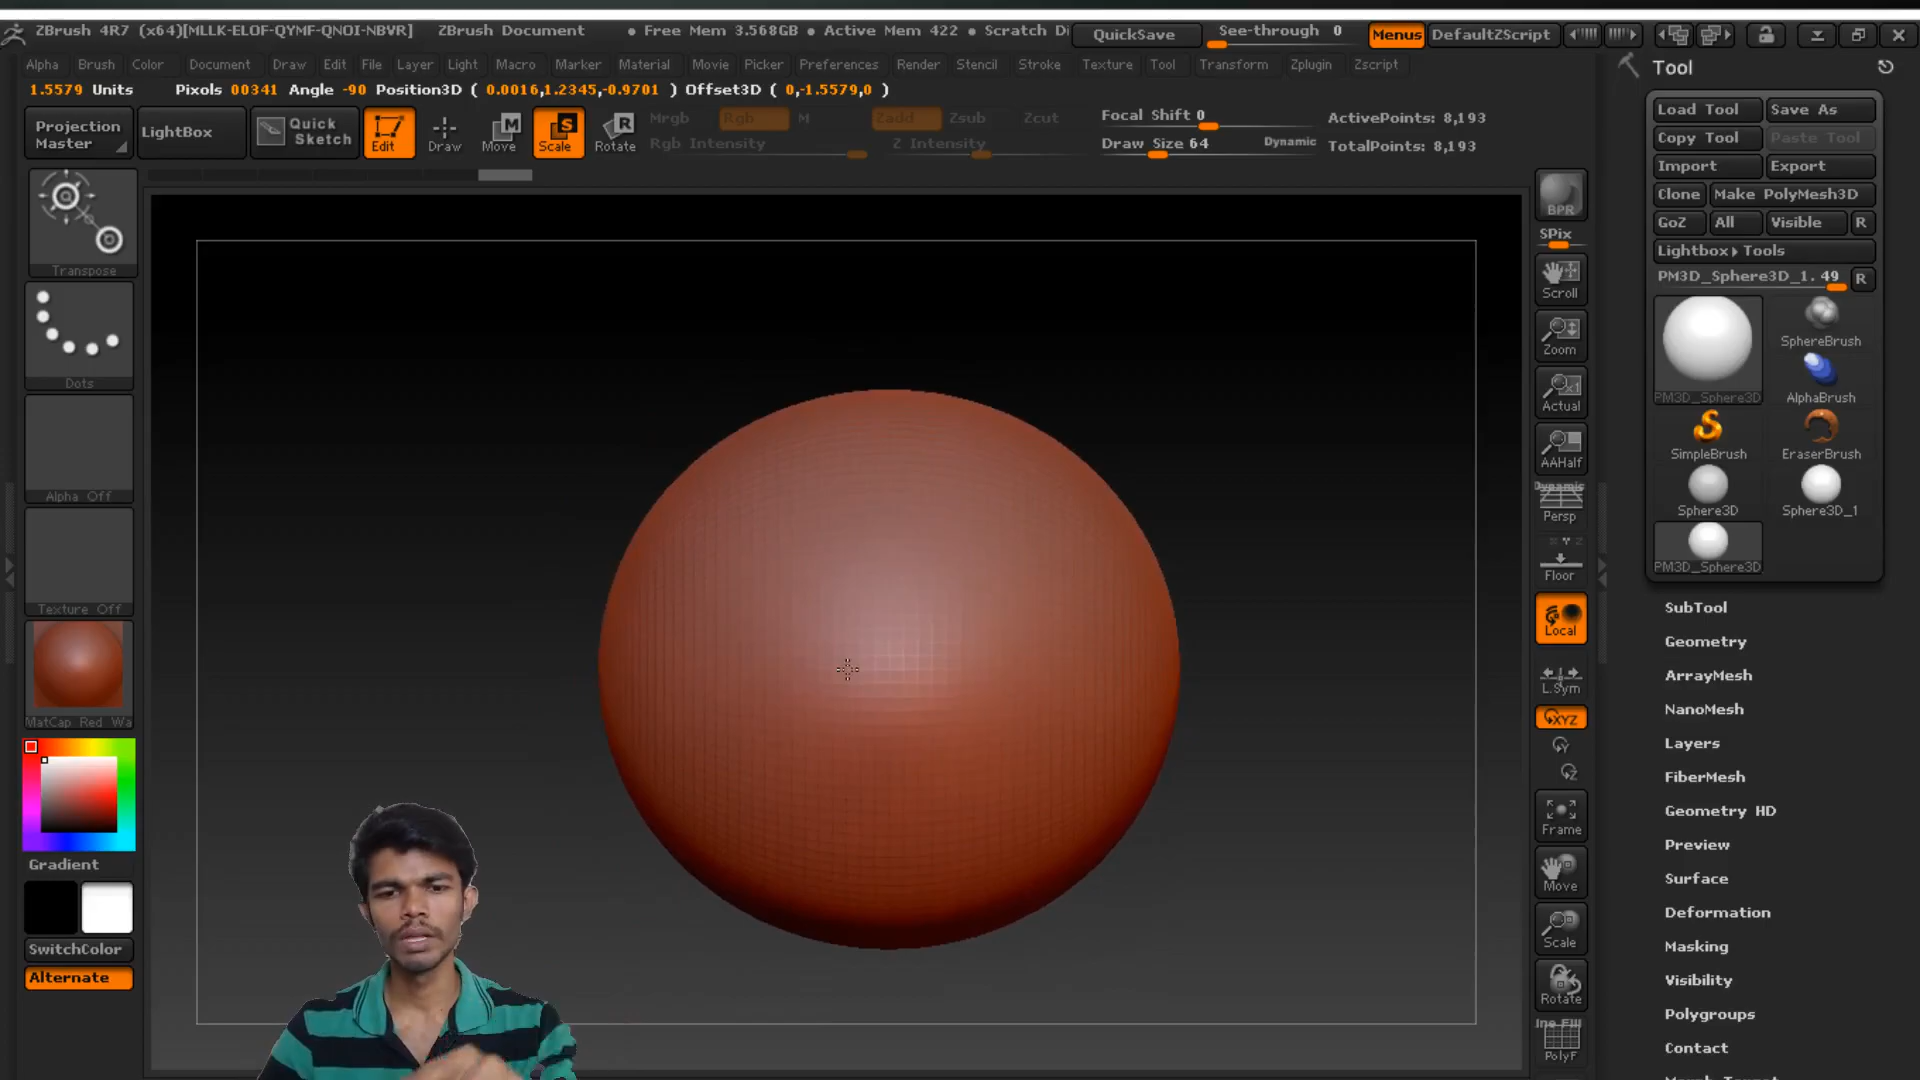 ZBrush 4R7 (x64)[MLLK-ELOF-QYMF-QNOI-NBVR] ZBrush Document • Free Mem 3.568GB • Active Mem 422 • Scratch Di QuickSave See-through 0 Menus DefaultZScript
Alpha Brush Color Document Draw Edit File Layer Light Macro Marker Material Movie Picker Preferences Render Stencil Stroke Texture Tool Transform Zplugin Zscript
1.5579 Units Pixols 00341 Angle -90 Position3D ( 0.0016,1.2345,-0.9701 ) Offset3D ( 0,-1.5579,0 )
Projection Master
LightBox
Quick Sketch
Edit
Draw
Move
Scale
Rotate
Mrgb Rgb M Zadd Zsub Zcut
Rgb Intensity Z Intensity
Focal Shift 0
Draw Size 64 Dynamic
ActivePoints: 8,193
TotalPoints: 8,193
Transpose
Dots
Alpha Off
Texture Off
MatCap Red Wa
Gradient
SwitchColor
Alternate
BPR
SPix
Scroll
Zoom
Actual
AAHalf
Dynamic
Persp
Floor
Local
L.Sym
XYZ
Y
Z
Frame
Move
Scale
Rotate
ine Fill
PolyF
Tool
Load Tool Save As
Copy Tool Paste Tool
Import Export
Clone Make PolyMesh3D
GoZ All Visible R
Lightbox▸Tools
PM3D_Sphere3D_1. 49 R
PM3D_Sphere3D
SphereBrush
AlphaBrush
SimpleBrush
EraserBrush
Sphere3D
Sphere3D_1
PM3D_Sphere3D
SubTool
Geometry
ArrayMesh
NanoMesh
Layers
FiberMesh
Geometry HD
Preview
Surface
Deformation
Masking
Visibility
Polygroups
Contact
Morph Target